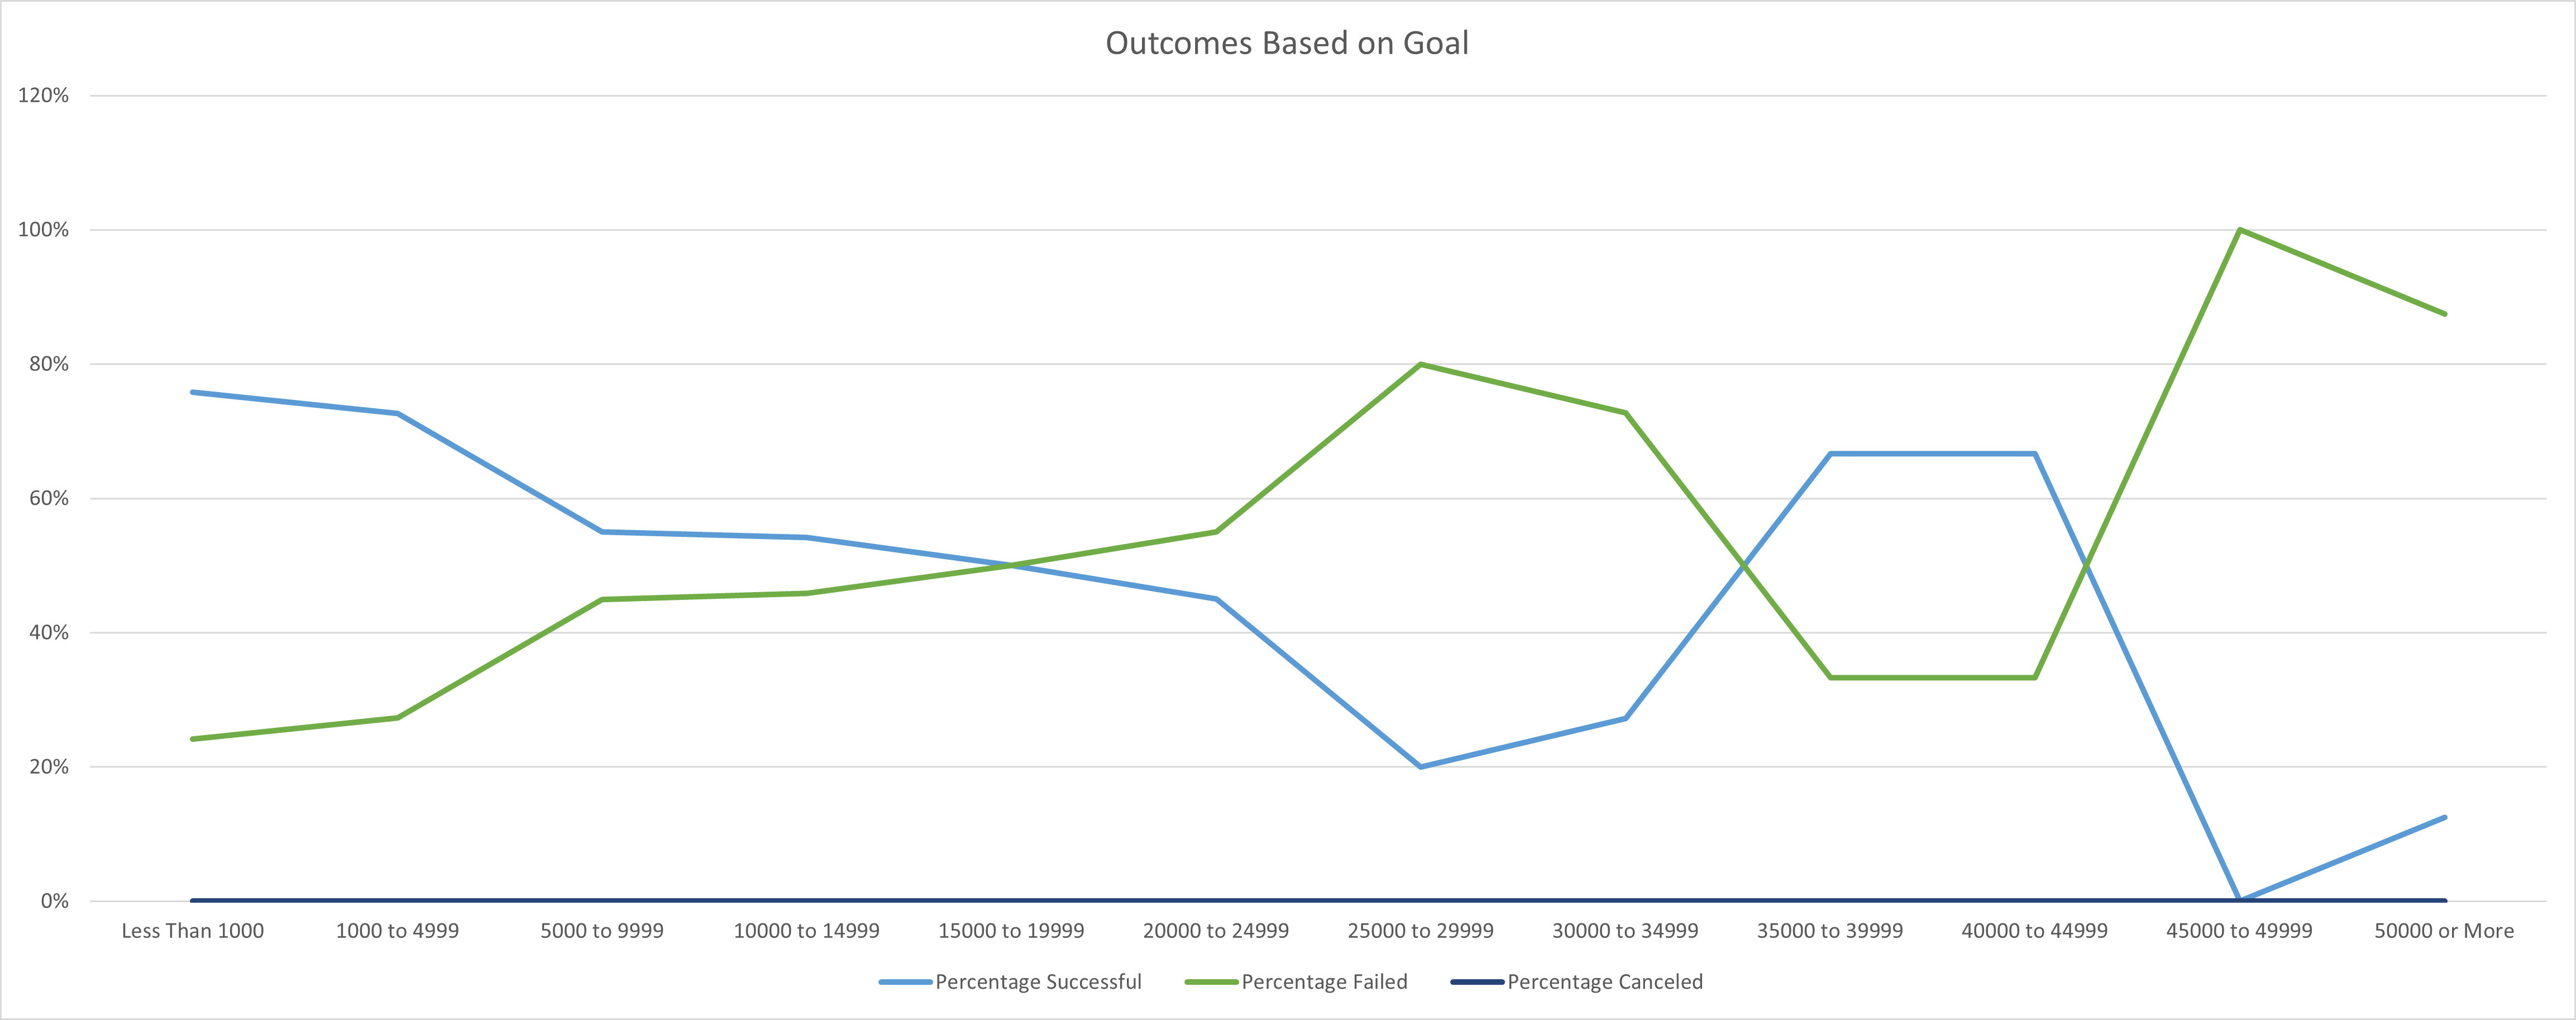 Outcomes Based on Goal
120%
100%
80%
60%
40%
20%
0%
Less Than 1000 1000 to 4999 5000 to 9999 10000 to 14999 15000 to 19999 20000 to 24999 25000 to 29999 30000 to 34999 35000 to 39999 40000 to 44999 45000 to 49999 50000 or More
Percentage Successful Percentage Failed Percentage Canceled